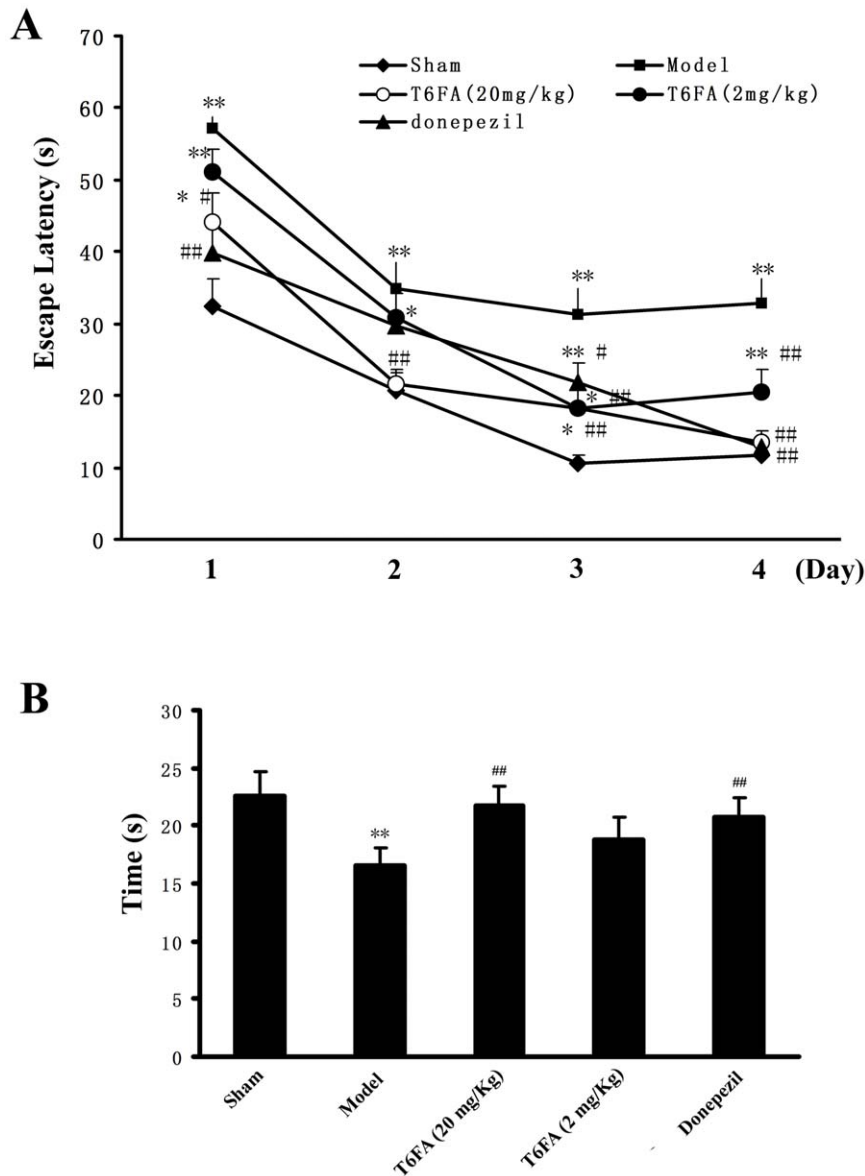 A
70
60
50
40
30
20
10
0
Escape Latency (s)
Sham
Model
T6FA(20mg/kg)
T6FA(2mg/kg)
donepezil
**
**
* #
##
**
*
##
**
** #
* ##
* ##
**
** ##
##
##
1 2 3 4 (Day)
B
30
25
20
15
10
5
0
Time (s)
**
##
##
Sham
Model
T6FA (20 mg/Kg)
T6FA (2 mg/Kg)
Donepezil